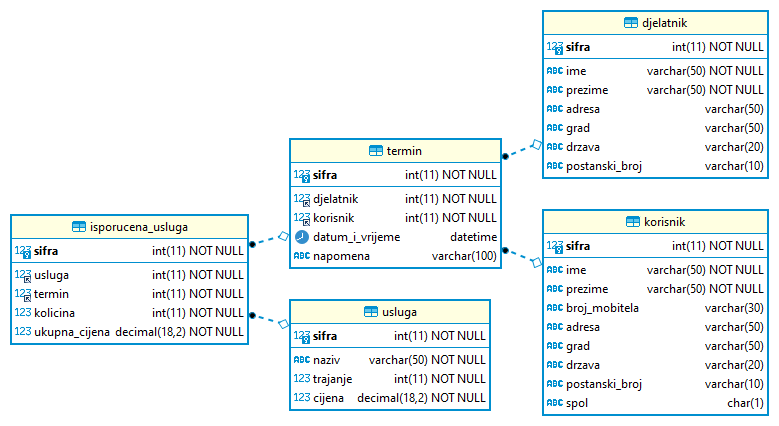 djelatnik
123 sifra int(11) NOT NULL
ABC ime varchar(50) NOT NULL
ABC prezime varchar(50) NOT NULL
ABC adresa varchar(50)
ABC grad varchar(50)
ABC drzava varchar(20)
ABC postanski_broj varchar(10)
termin
123 sifra int(11) NOT NULL
123 djelatnik int(11) NOT NULL
123 korisnik int(11) NOT NULL
datum_i_vrijeme datetime
ABC napomena varchar(100)
isporucena_usluga
123 sifra int(11) NOT NULL
123 usluga int(11) NOT NULL
123 termin int(11) NOT NULL
123 kolicina int(11) NOT NULL
123 ukupna_cijena decimal(18,2) NOT NULL
korisnik
123 sifra int(11) NOT NULL
ABC ime varchar(50) NOT NULL
ABC prezime varchar(50) NOT NULL
ABC broj_mobitela varchar(30)
ABC adresa varchar(50)
ABC grad varchar(50)
ABC drzava varchar(20)
ABC postanski_broj varchar(10)
ABC spol char(1)
usluga
123 sifra int(11) NOT NULL
ABC naziv varchar(50) NOT NULL
123 trajanje int(11) NOT NULL
123 cijena decimal(18,2) NOT NULL